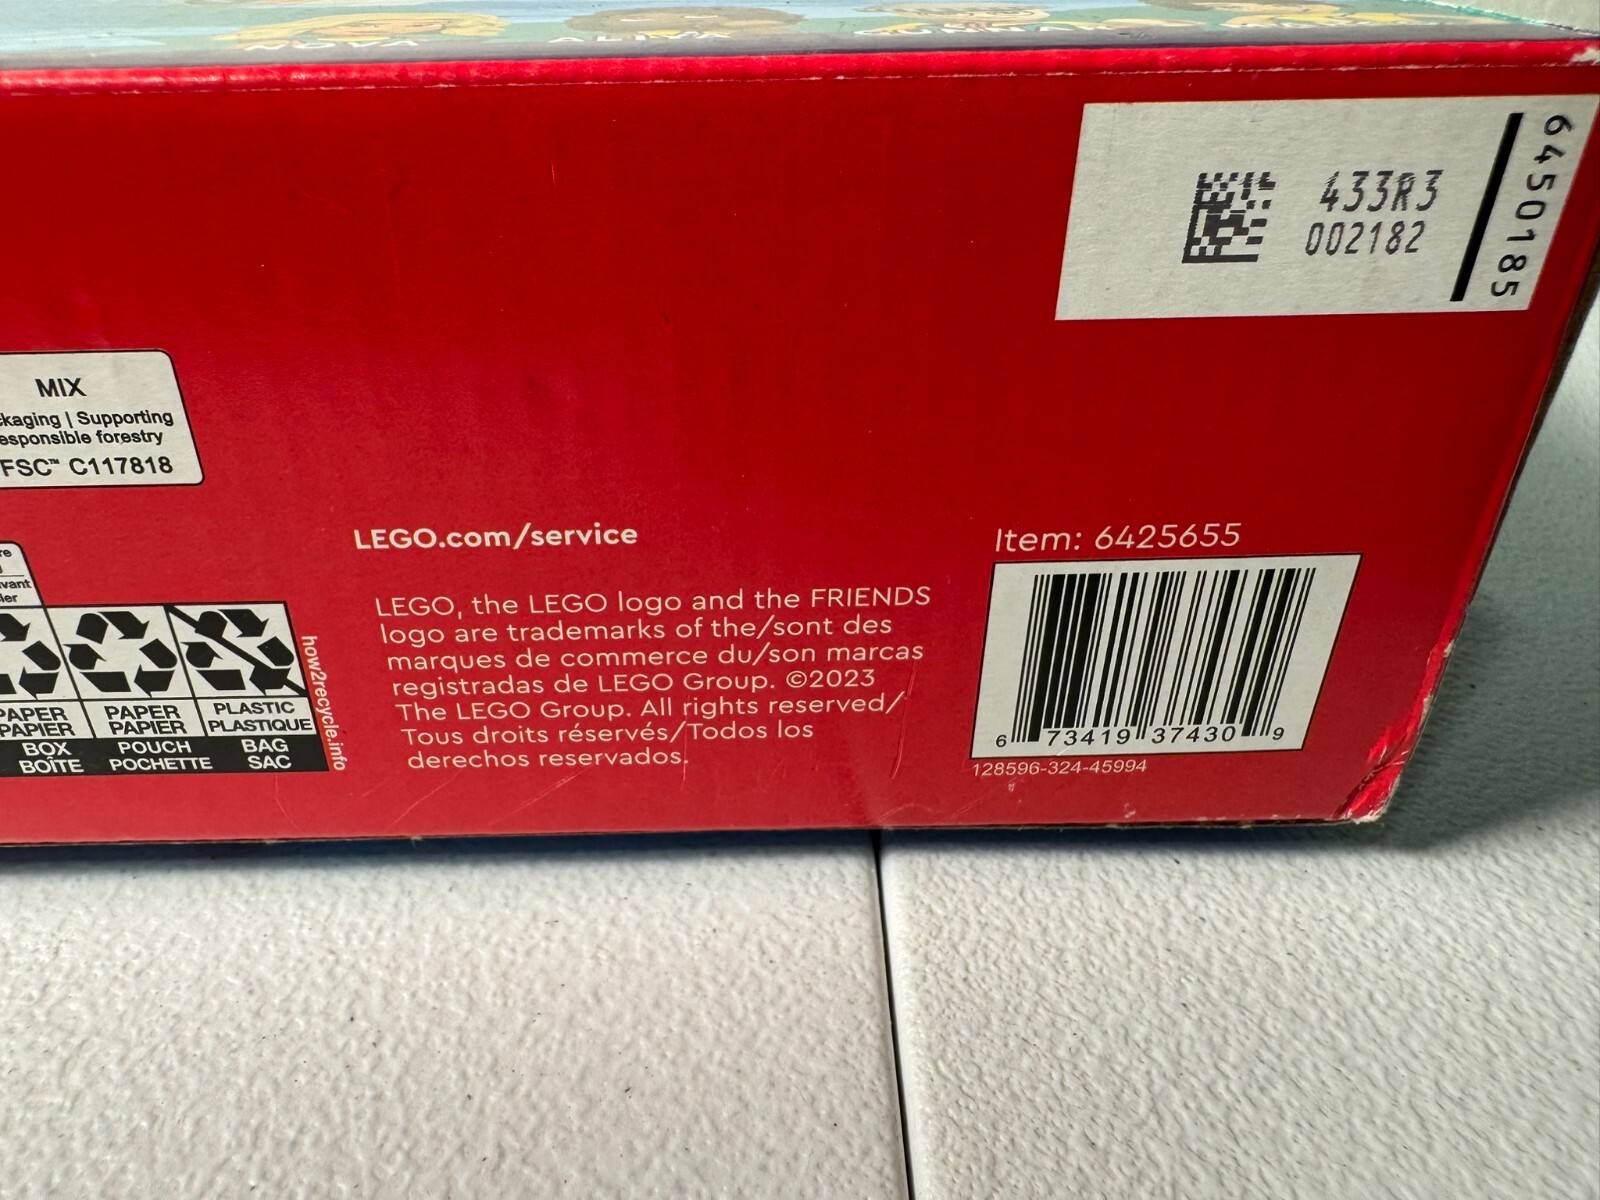 NOVA
ALIYA
433R3
002182
6450185
MIX
Supporting
forestry
FSC™ C117818
LEGO.com/service
Item: 6425655
LEGO, the LEGO logo and the FRIENDS
logo are trademarks of the/sont des
marques de commerce du/son marcas
registradas de LEGO Group. ©2023
The LEGO Group. All rights reserved/
Tous droits réservés/Todos los
derechos reservados.
6 73419 37430 9
128596-324-45994
PAPER
PAPIER
BOX
BOÎTE
PAPER
PAPIER
POUCH
POCHETTE
PLASTIC
PLASTIQUE
BAG
SAC
how2recycle.info